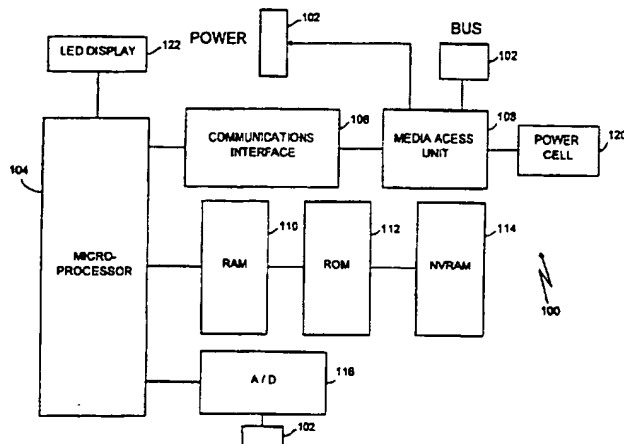 POWER
102
BUS
102
LED DISPLAY
122
COMMUNICATIONS
INTERFACE
106
MEDIA ACESS
UNIT
108
POWER
CELL
120
104
MICRO-
PROCESSOR
RAM
110
ROM
112
NVRAM
114
100
A / D
116
102